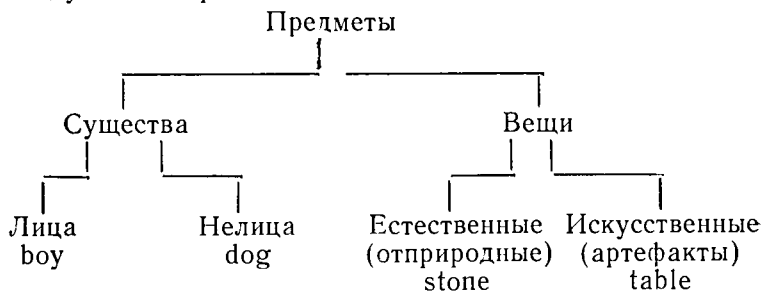 Предметы
Существа Вещи
Лица Нелица Естественные Искусственные
boy dog (отприродные) (артефакты)
stone table